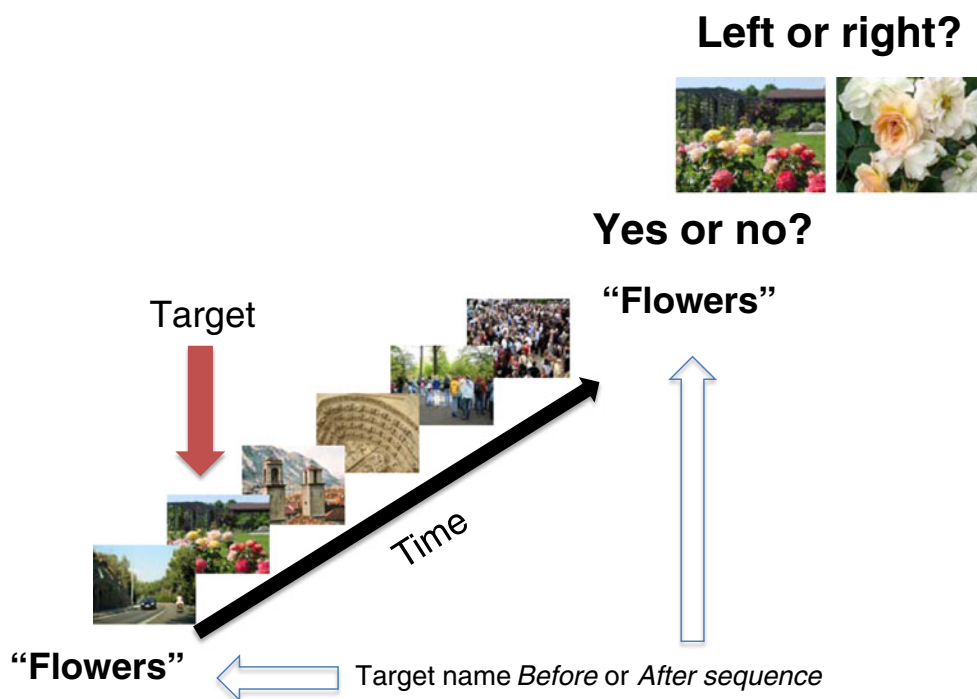 Left or right?
Yes or no?
“Flowers”
Target
Time
“Flowers”
Target name Before or After sequence